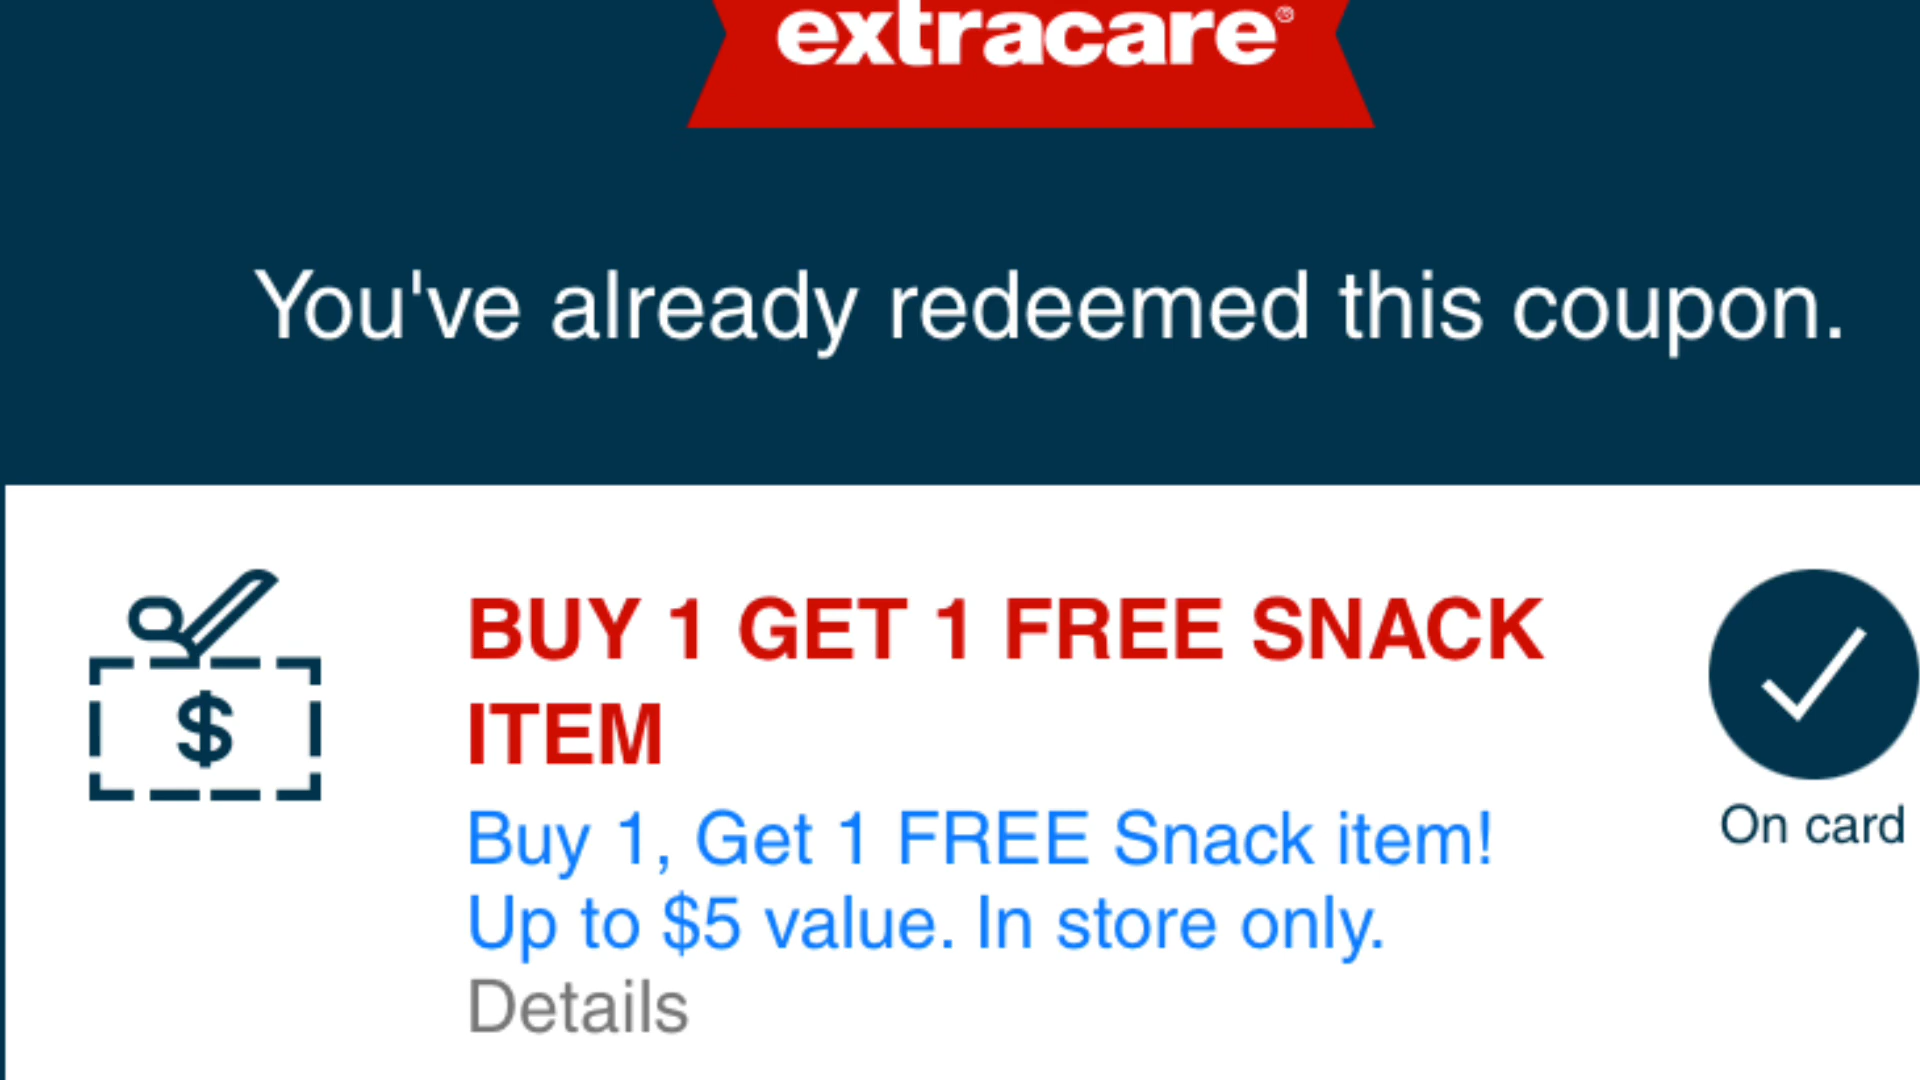 extracare®
You've already redeemed this coupon.
$
BUY 1 GET 1 FREE SNACK
ITEM
Buy 1, Get 1 FREE Snack item!
Up to $5 value. In store only.
Details
On card